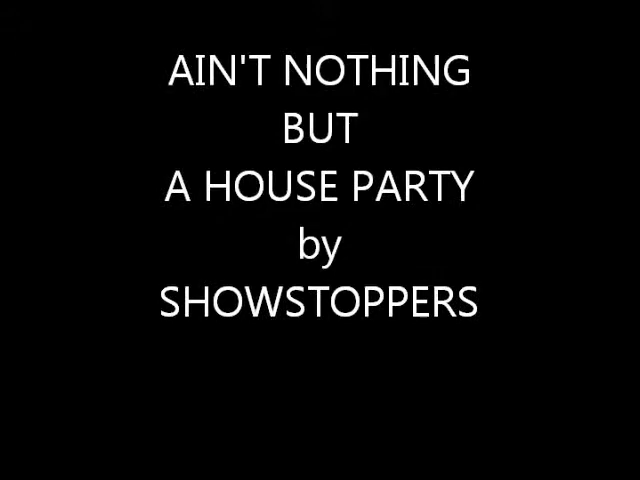 AIN'T NOTHING
BUT
A HOUSE PARTY
by
SHOWSTOPPERS